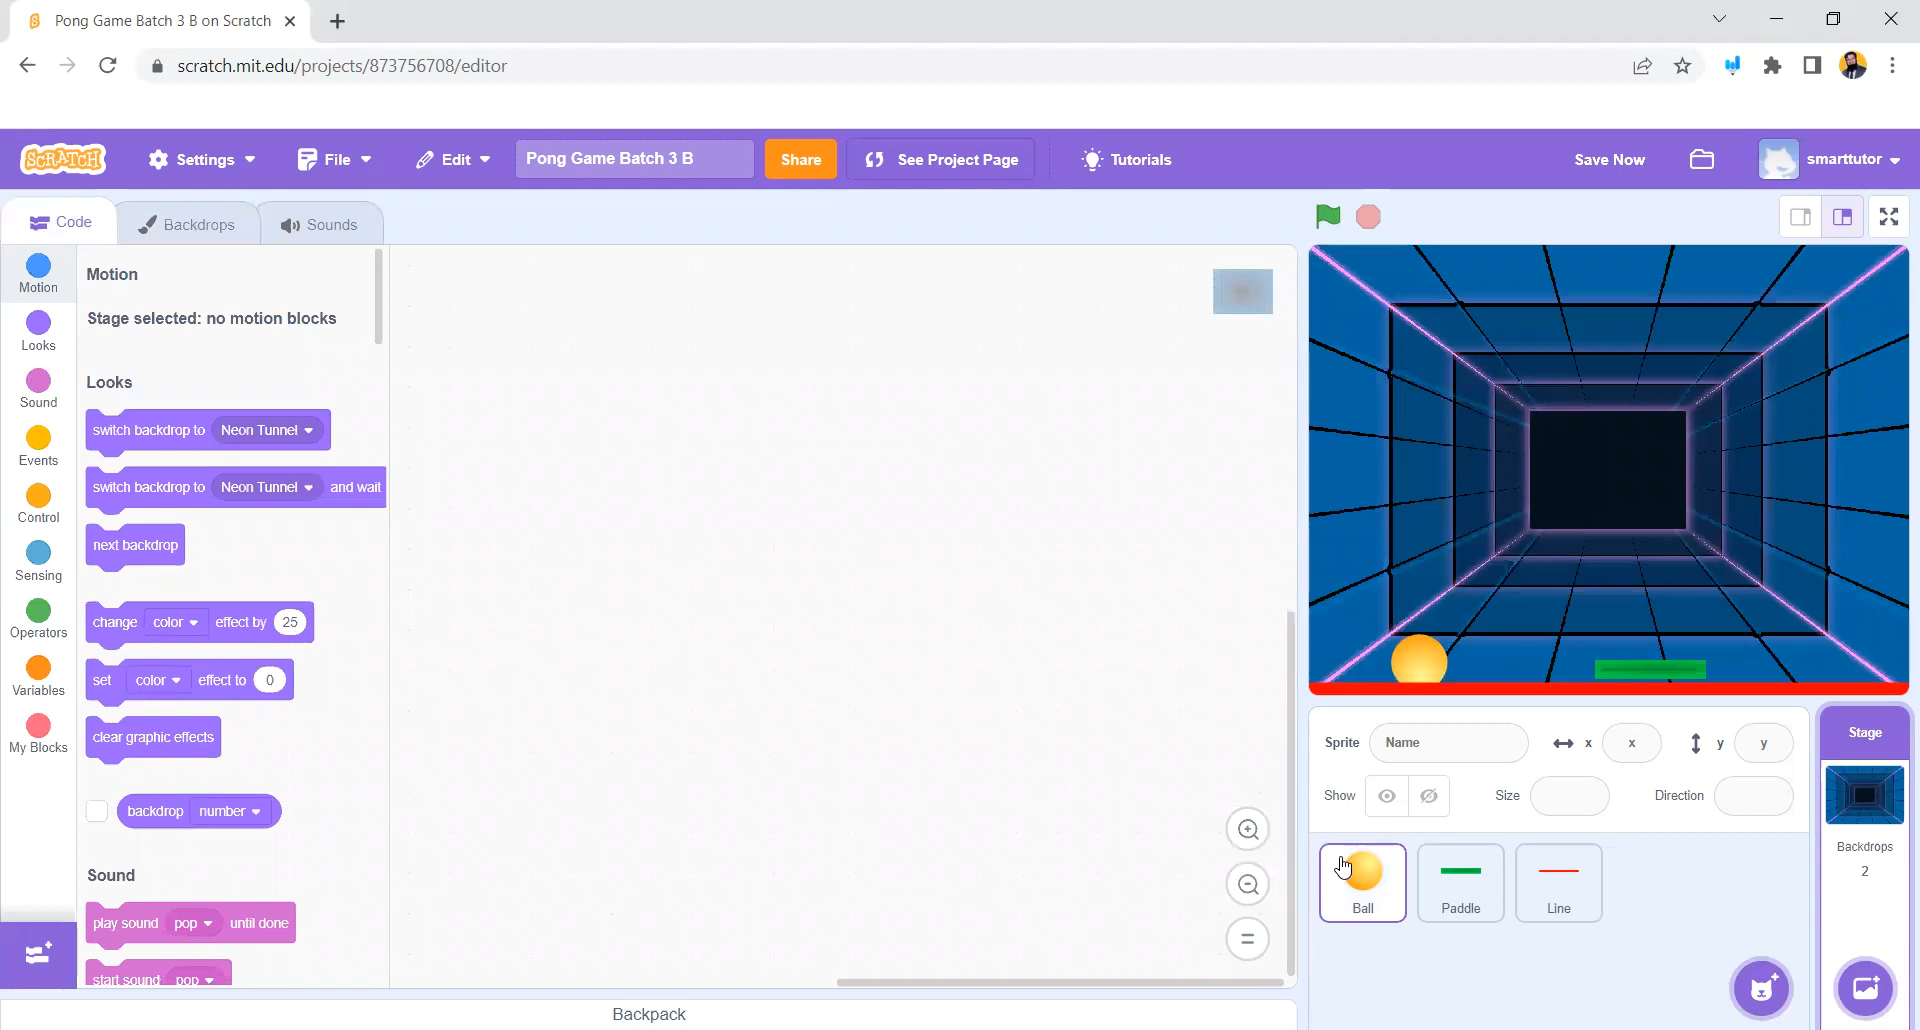 Pong Game Batch 3 B on Scratch
scratch.mit.edu/projects/873756708/editor
SCRATCH
Settings
File
Edit
Pong Game Batch 3 B
Share
See Project Page
Tutorials
Save Now
smarttutor
Code
Backdrops
Sounds
Motion
Looks
Sound
Events
Control
Sensing
Operators
Variables
My Blocks
Motion
Stage selected: no motion blocks
Looks
switch backdrop to Neon Tunnel
switch backdrop to Neon Tunnel and wait
next backdrop
change color effect by 25
set color effect to 0
clear graphic effects
backdrop number
Sound
play sound pop until done
start sound pop
Backpack
Sprite Name x x y y
Show Size Direction
Ball
Paddle
Line
Stage
Backdrops
2